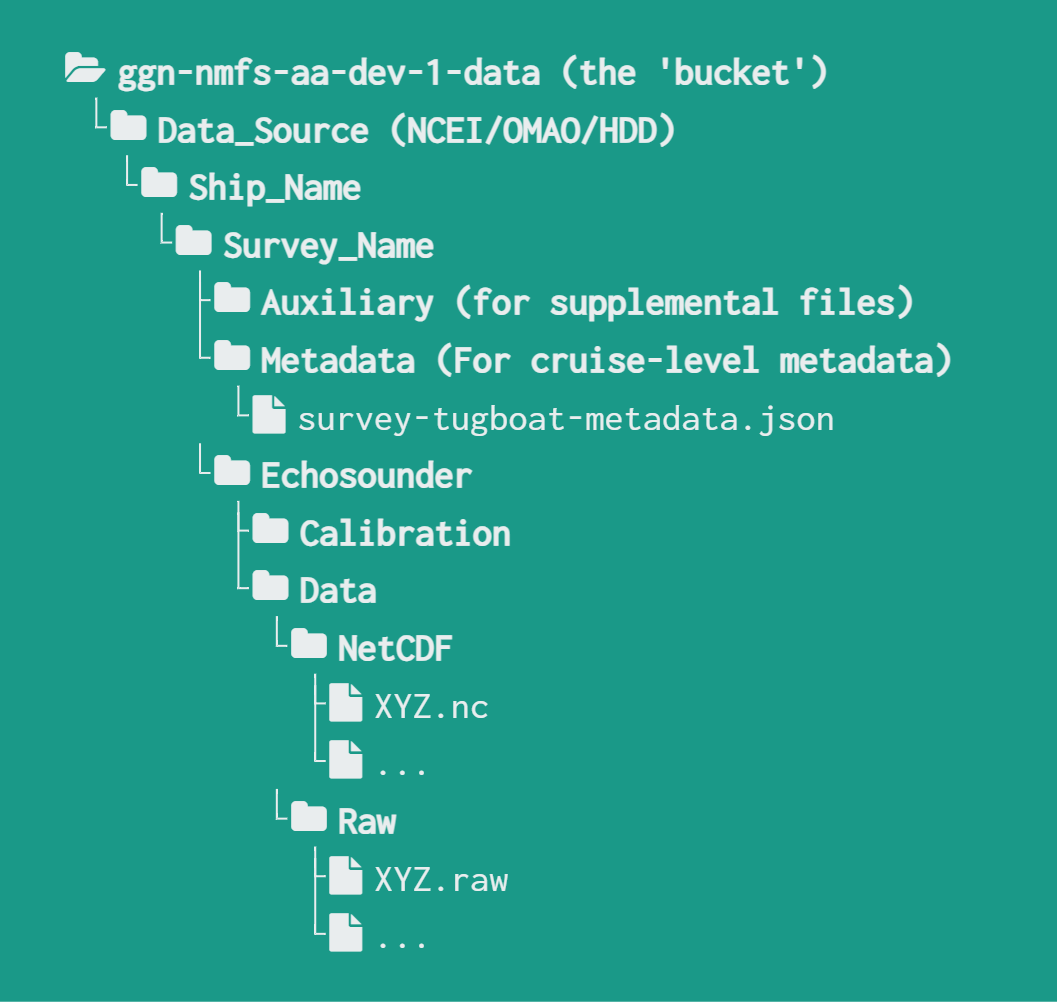 ggn-nmfs-aa-dev-1-data (the 'bucket')
Data_Source (NCEI/OMAO/HDD)
Ship_Name
Survey_Name
Auxiliary (for supplemental files)
Metadata (For cruise-level metadata)
survey-tugboat-metadata.json
Echosounder
Calibration
Data
NetCDF
XYZ.nc
...
Raw
XYZ.raw
...